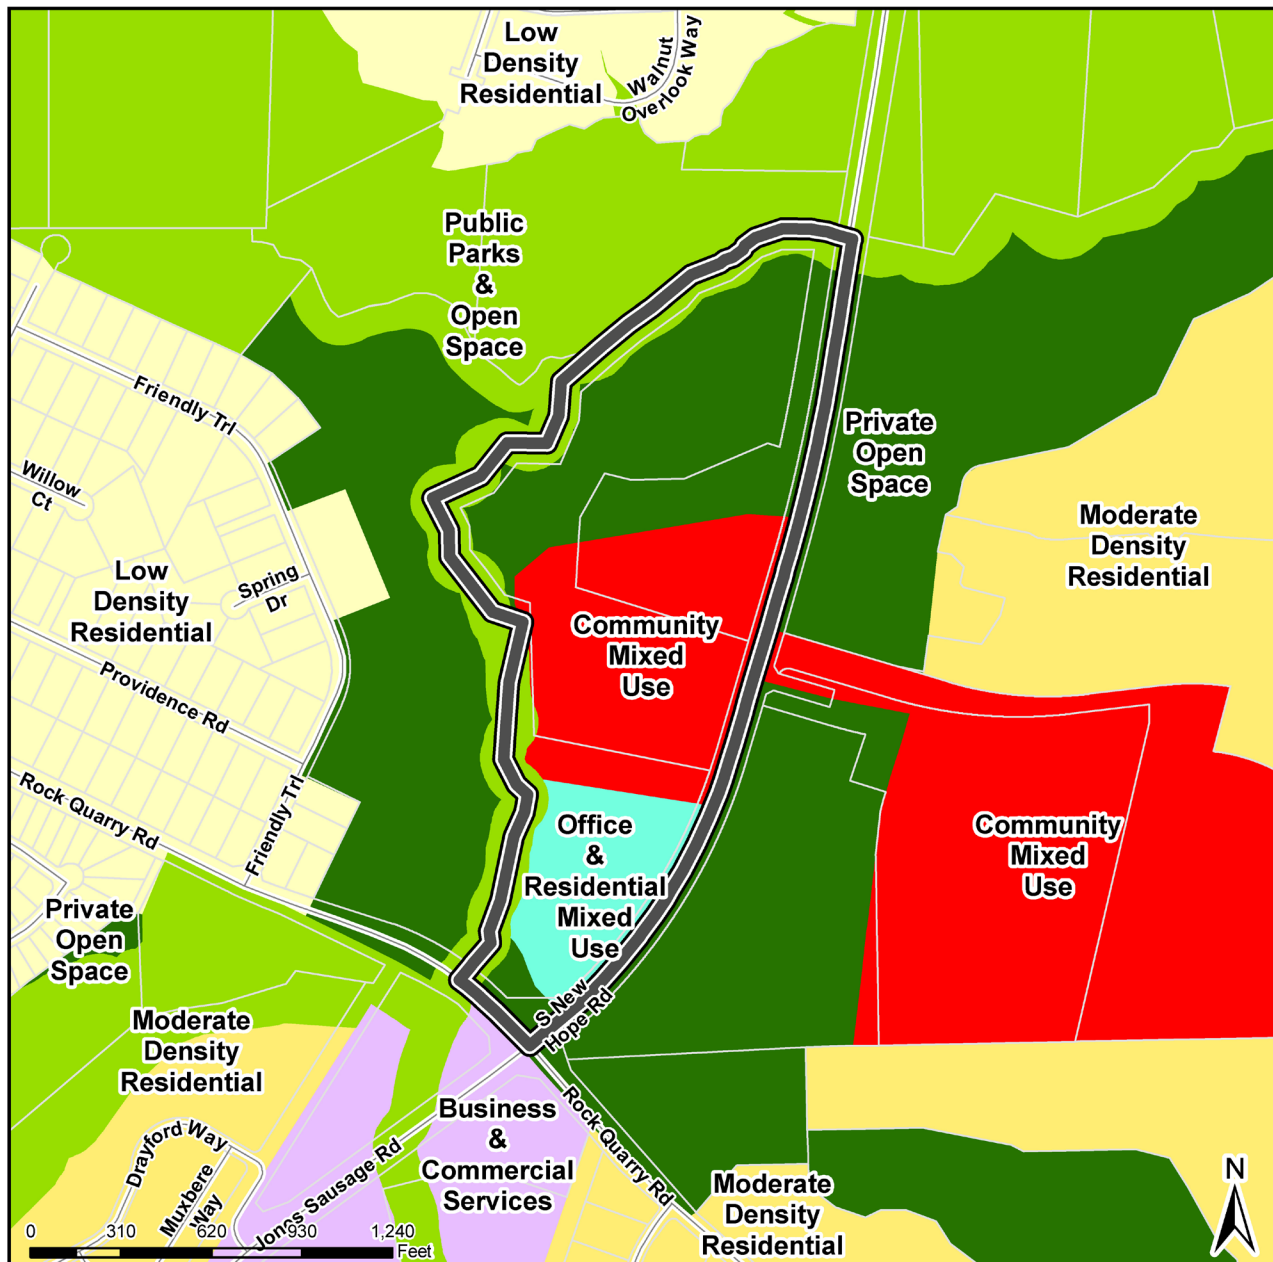 Low
Density
Residential
Walnut
Overlook Way
Public
Parks
&
Open
Space
Friendly Trl
Private
Open
Space
Willow
Ct
Moderate
Density
Residential
Low
Density
Residential
Spring
Dr
Community
Mixed
Use
Providence Rd
Rock Quarry Rd
Friendly Trl
Office
&
Residential
Mixed
Use
Community
Mixed
Use
Private
Open
Space
S New
Hope Rd
Moderate
Density
Residential
Business
&
Commercial
Services
Rock Quarry Rd
Drayford Way
Muxbere
Way
Jones Sausage Rd
Moderate
Density
Residential
N
0 310 620 930 1,240
Feet